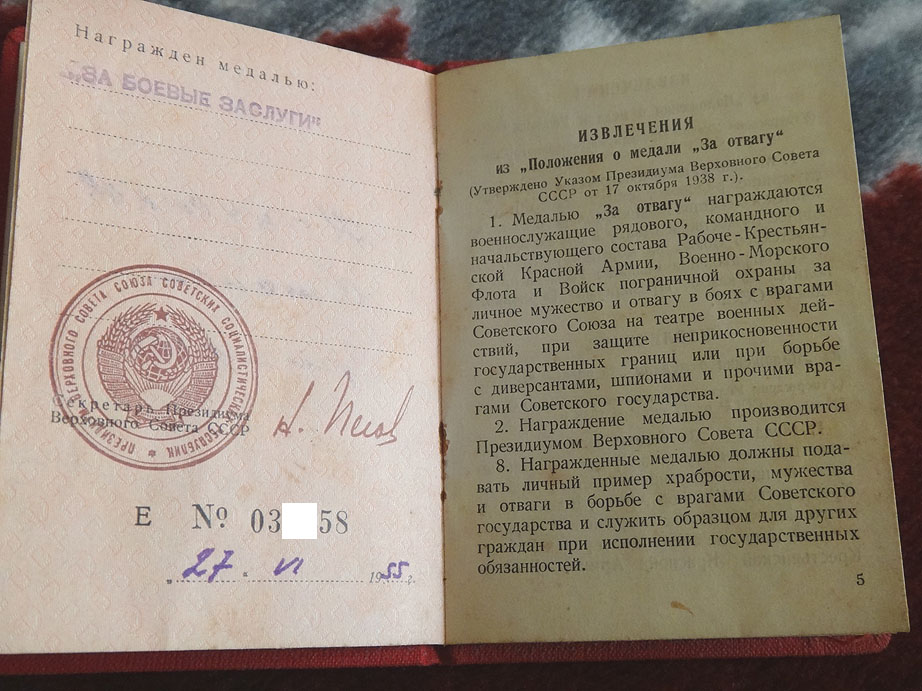 Награжден медалью:
„ЗА БОЕВЫЕ ЗАСЛУГИ"
ПРЕЗИДИУМ ВЕРХОВНОГО СОВЕТА СОЮЗА СОВЕТСКИХ СОЦИАЛИСТИЧЕСКИХ РЕСПУБЛИК
Секретарь Президиума
Верховного Совета СССР
Е № 03 58
„27" VI 1955 г.
ИЗВЛЕЧЕНИЯ
из „Положения о медали „За отвагу"
(Утверждено Указом Президиума Верховного Совета
СССР от 17 октября 1938 г.).
1. Медалью „За отвагу" награждаются
военнослужащие рядового, командного и
начальствующего состава Рабоче-Крестьян-
ской Красной Армии, Военно-Морского
Флота и Войск пограничной охраны за
личное мужество и отвагу в боях с врагами
Советского Союза на театре военных дей-
ствий, при защите неприкосновенности
государственных границ или при борьбе
с диверсантами, шпионами и прочими вра-
гами Советского государства.
2. Награждение медалью производится
Президиумом Верховного Совета СССР.
8. Награжденные медалью должны пода-
вать личный пример храбрости, мужества
и отваги в борьбе с врагами Советского
государства и служить образцом для других
граждан при исполнении государственных
обязанностей.
5